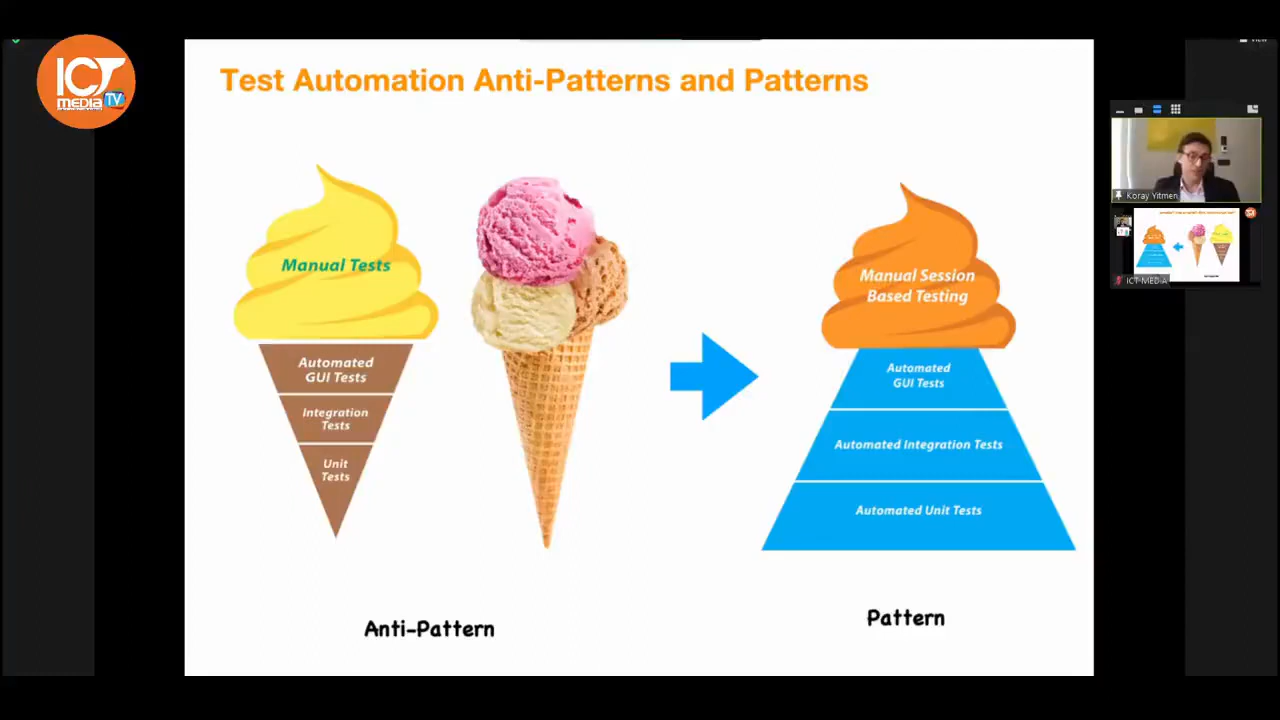 ICT
MEDIA TV
Test Automation Anti-Patterns and Patterns
Manual Tests
Automated
GUI Tests
Integration
Tests
Unit
Tests
Manual Session
Based Testing
Automated
GUI Tests
Automated Integration Tests
Automated Unit Tests
Anti-Pattern
Pattern
Koray Yitmen
ICT-MEDIA